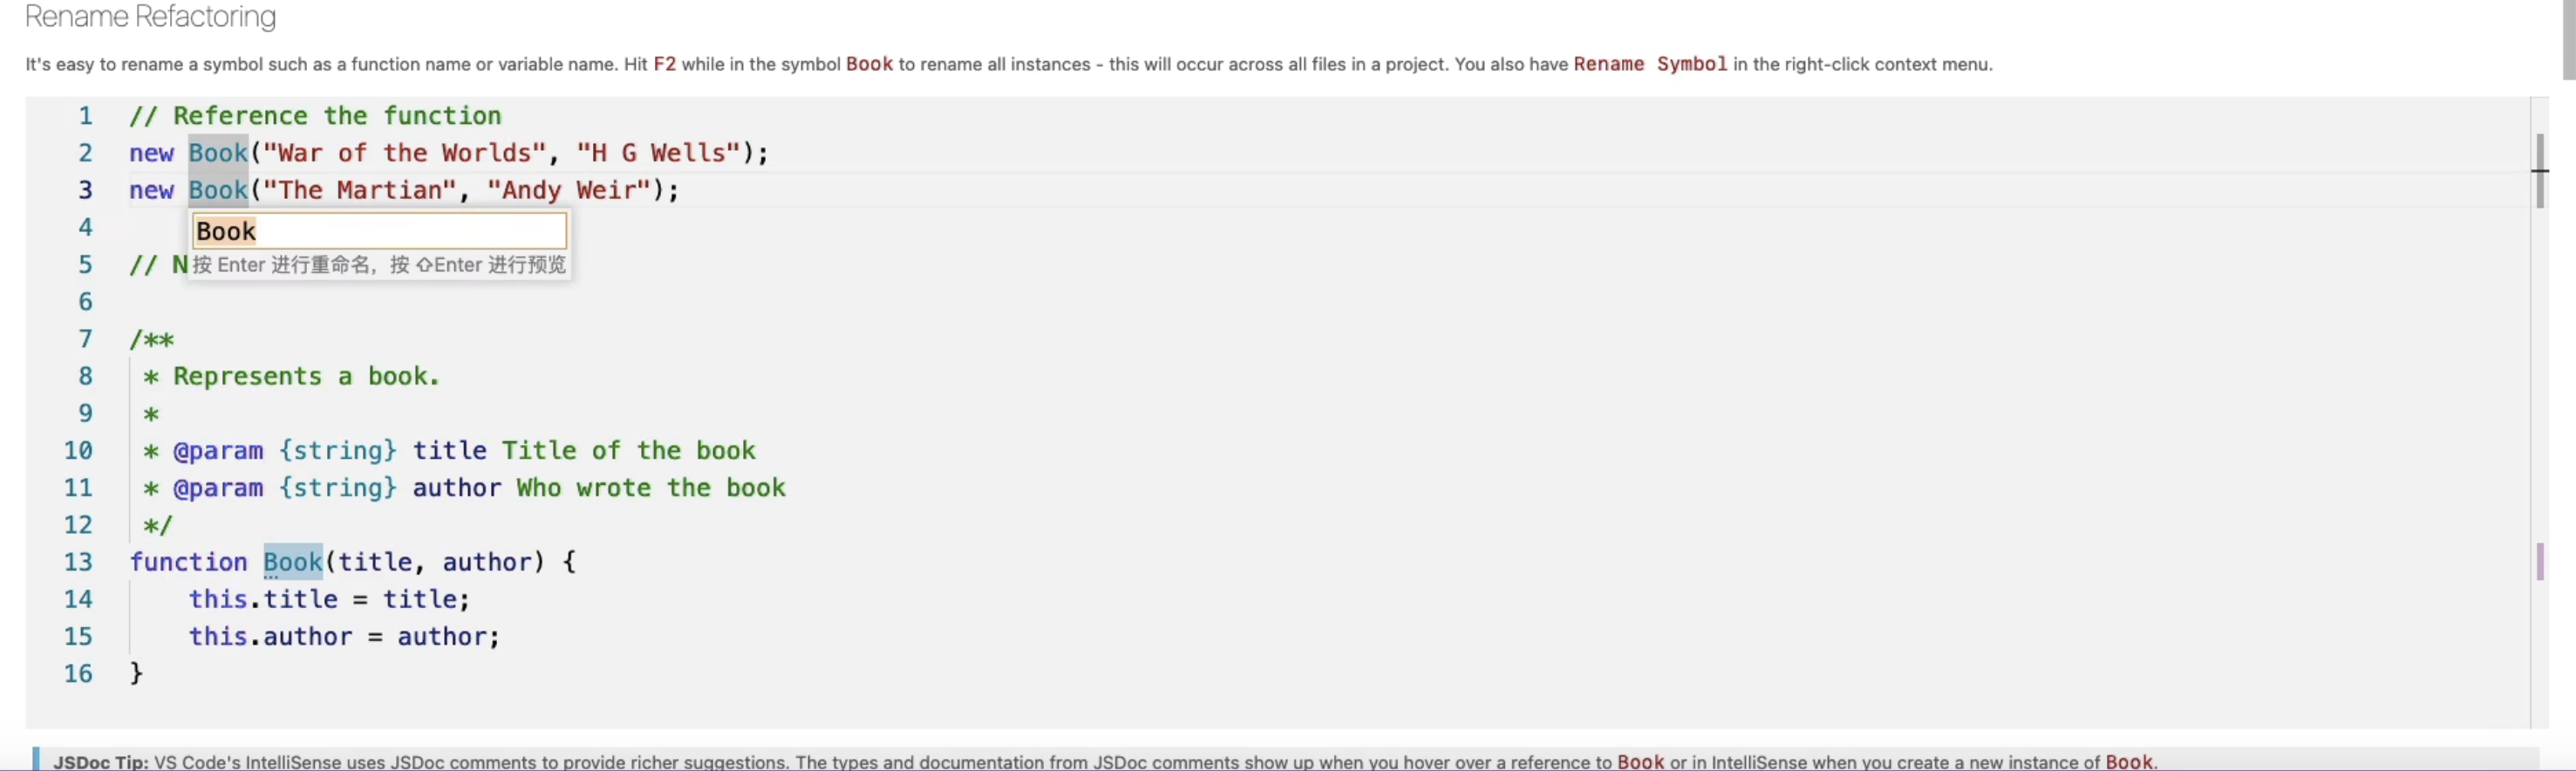 Rename Refactoring
It's easy to rename a symbol such as a function name or variable name. Hit F2 while in the symbol Book to rename all instances - this will occur across all files in a project. You also have Rename Symbol in the right-click context menu.
1 // Reference the function
2 new Book("War of the Worlds", "H G Wells");
3 new Book("The Martian", "Andy Weir");
4
Book
5 // N
按 Enter 进行重命名，按 ⇧Enter 进行预览
6
7 /**
8 * Represents a book.
9 *
10 * @param {string} title Title of the book
11 * @param {string} author Who wrote the book
12 */
13 function Book(title, author) {
14 this.title = title;
15 this.author = author;
16 }
JSDoc Tip: VS Code's IntelliSense uses JSDoc comments to provide richer suggestions. The types and documentation from JSDoc comments show up when you hover over a reference to Book or in IntelliSense when you create a new instance of Book.